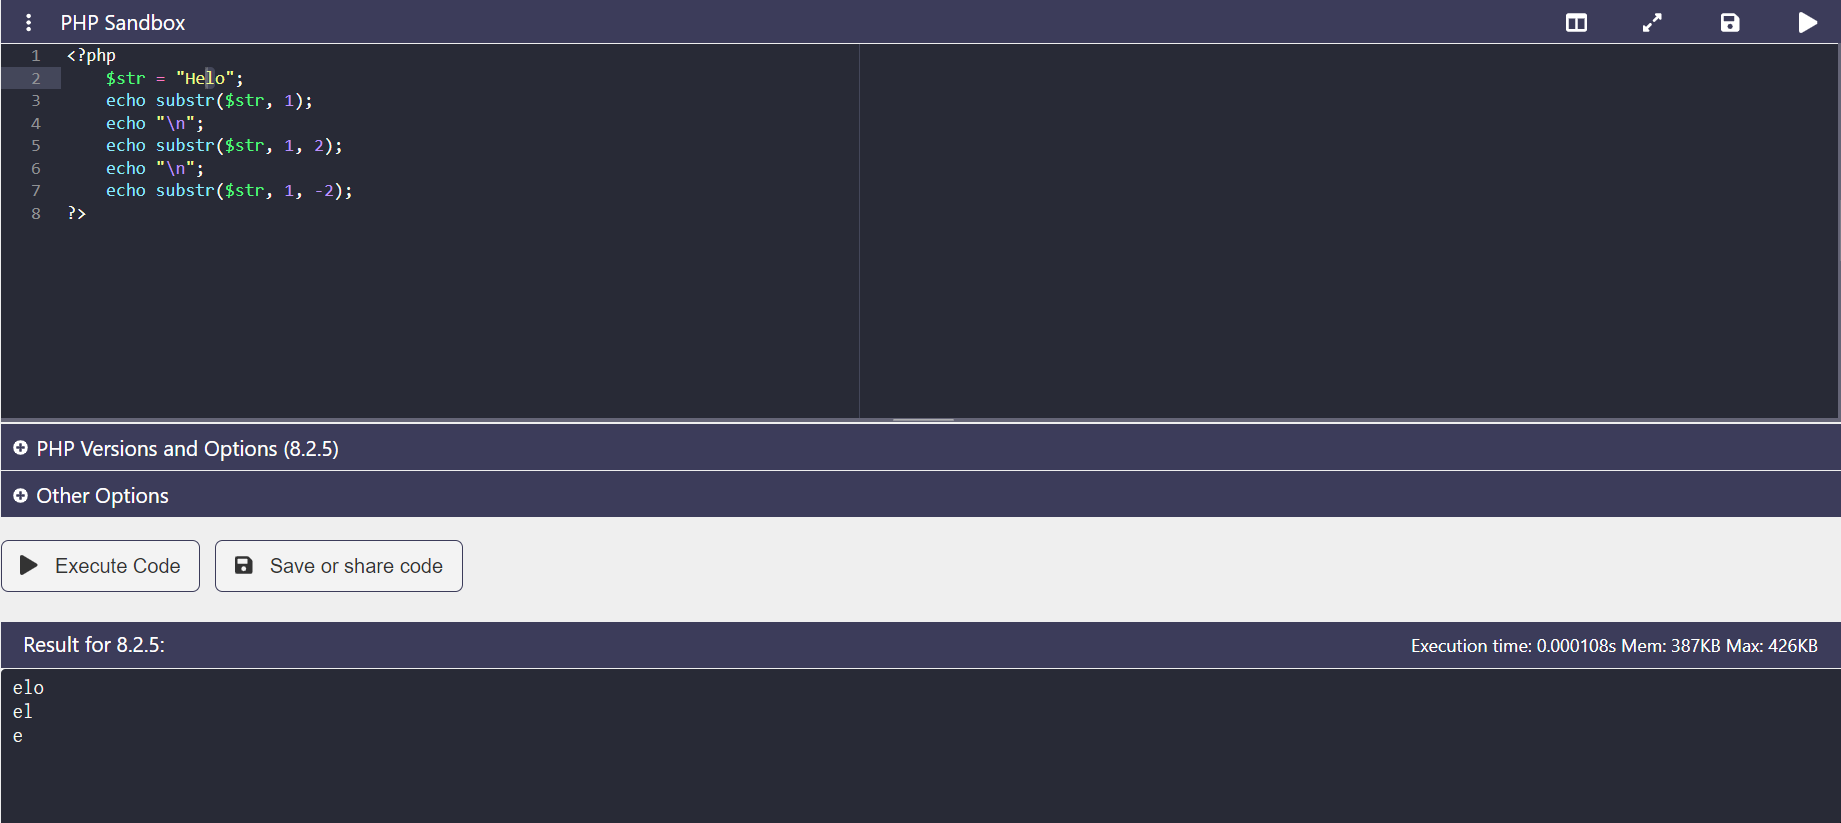 PHP Sandbox
1 <?php
2 $str = "Helo";
3 echo substr($str, 1);
4 echo "\n";
5 echo substr($str, 1, 2);
6 echo "\n";
7 echo substr($str, 1, -2);
8 ?>
PHP Versions and Options (8.2.5)
Other Options
Execute Code Save or share code
Result for 8.2.5: Execution time: 0.000108s Mem: 387KB Max: 426KB
elo
el
e